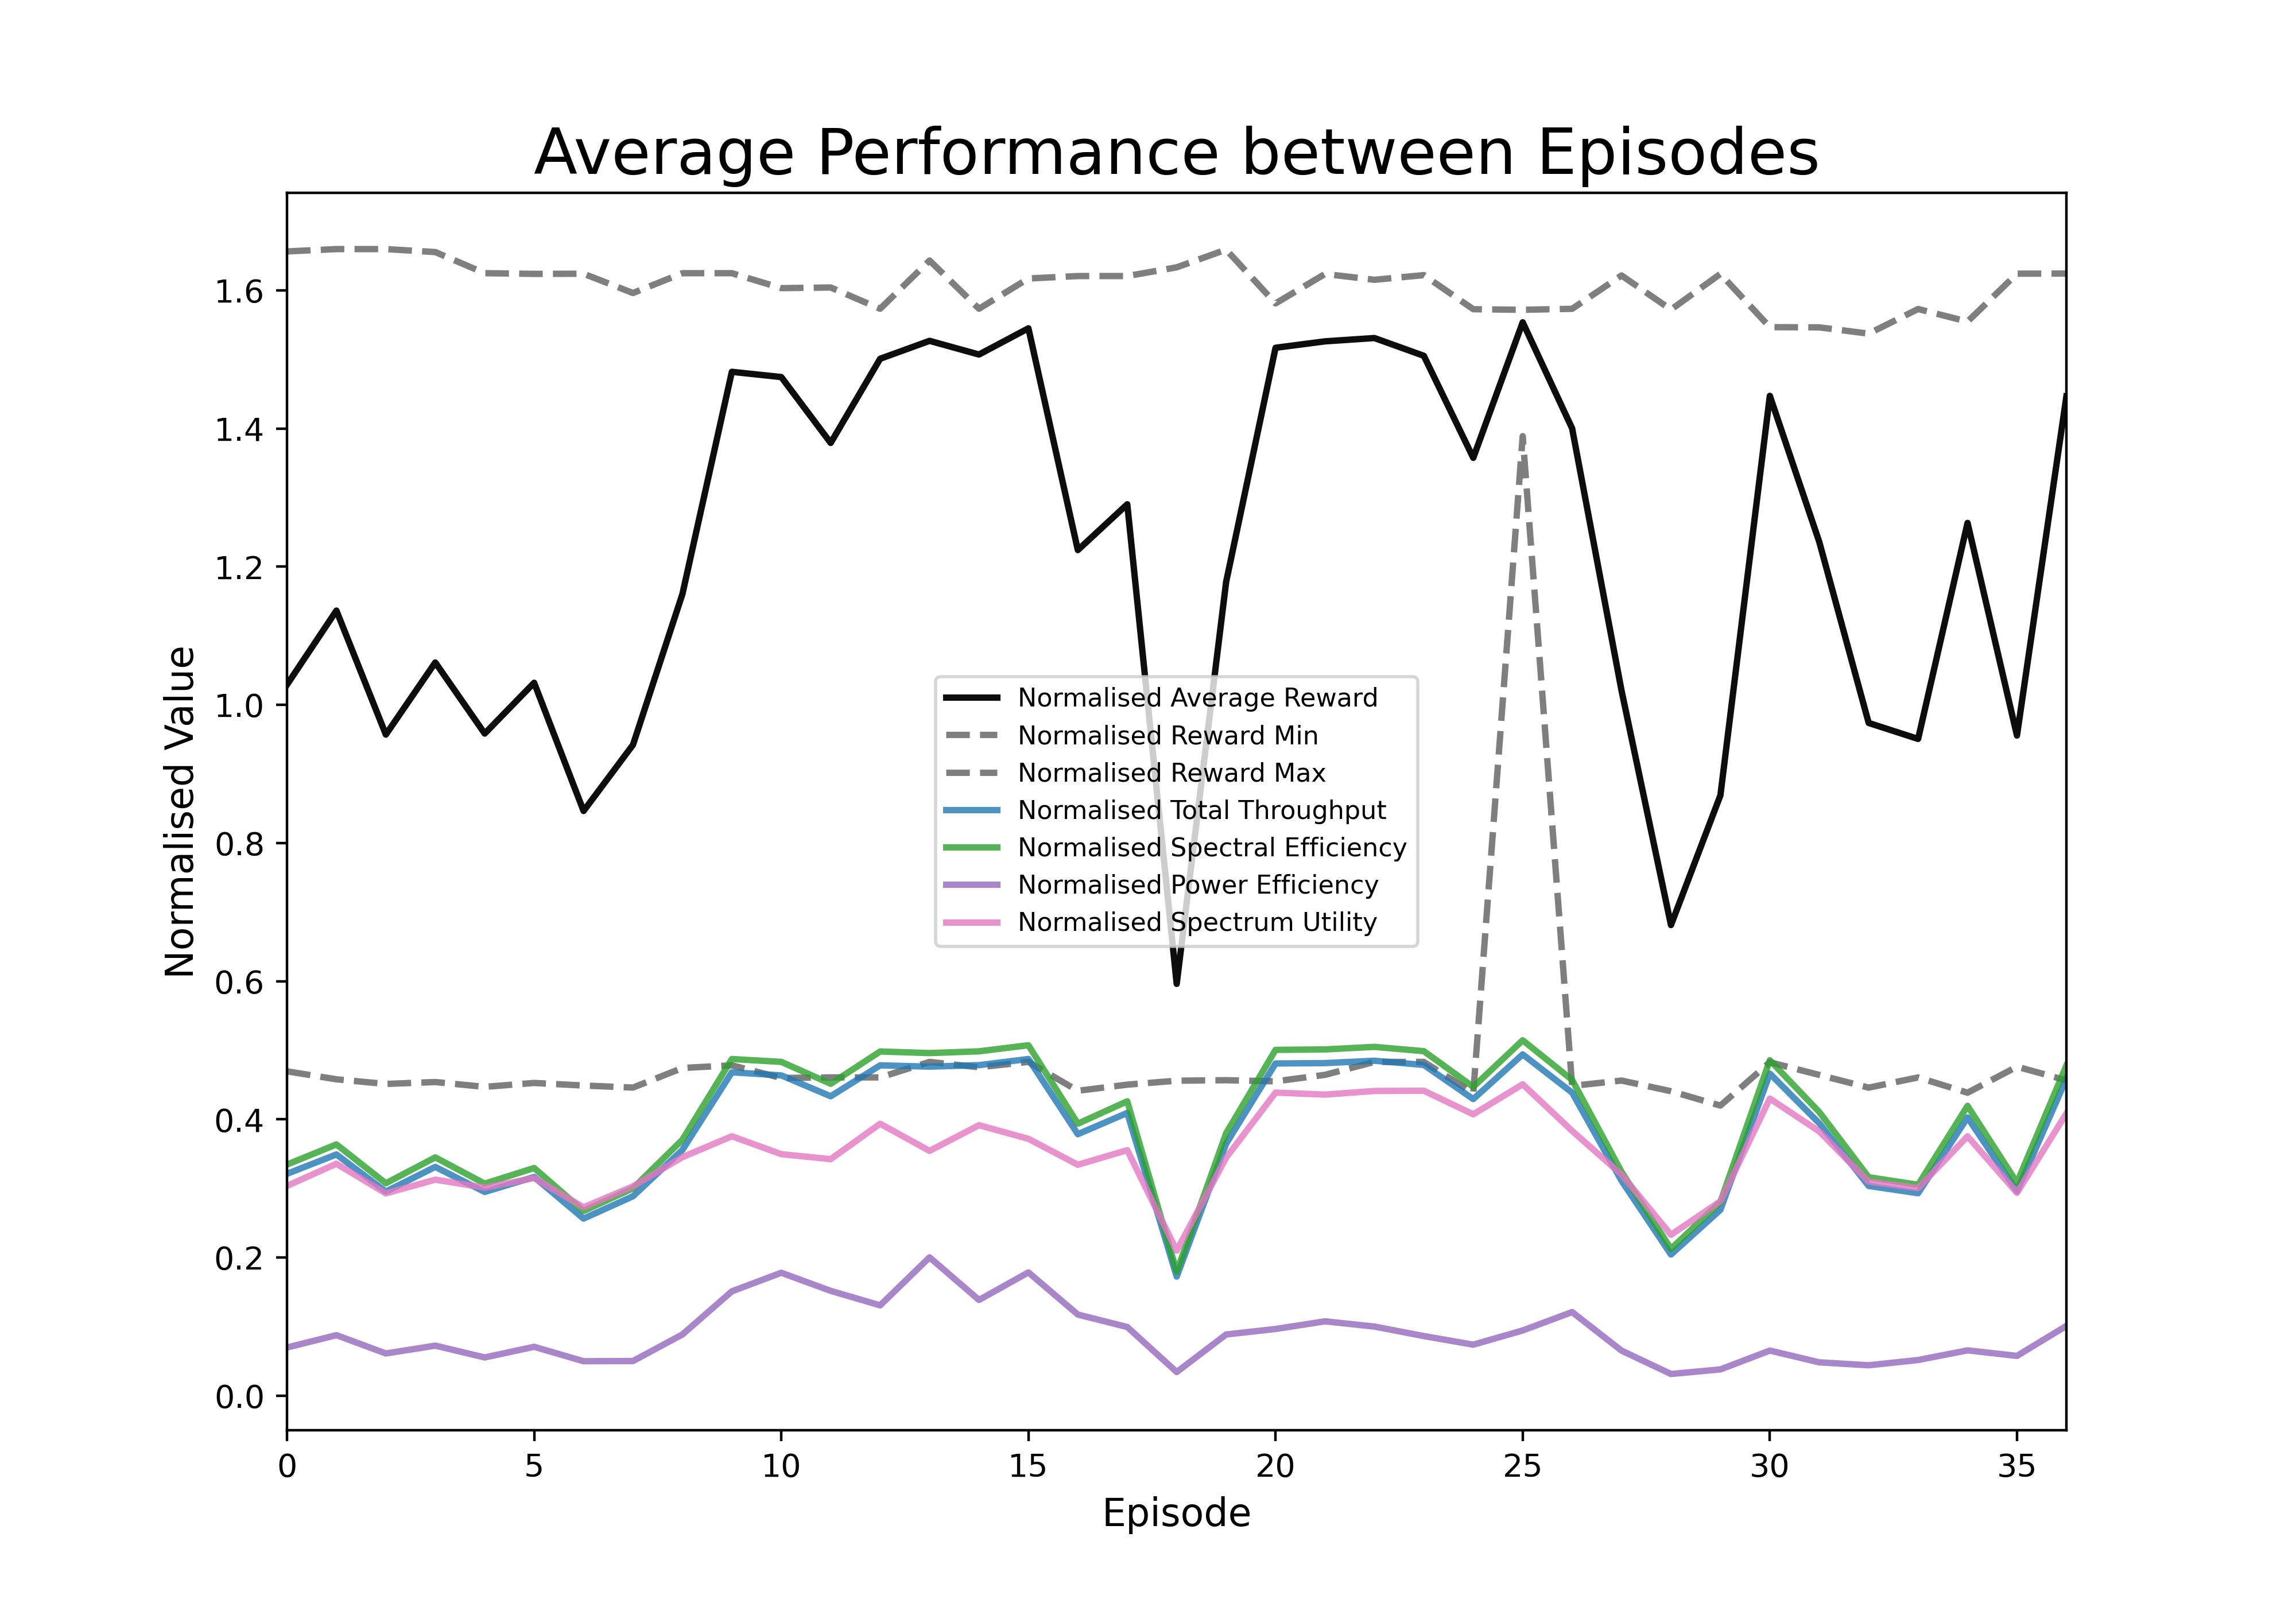 Average Performance between Episodes
Normalised Value
1.6
1.4
1.2
1.0
0.8
0.6
0.4
0.2
0.0
Normalised Average Reward
Normalised Reward Min
Normalised Reward Max
Normalised Total Throughput
Normalised Spectral Efficiency
Normalised Power Efficiency
Normalised Spectrum Utility
0 5 10 15 20 25 30 35
Episode